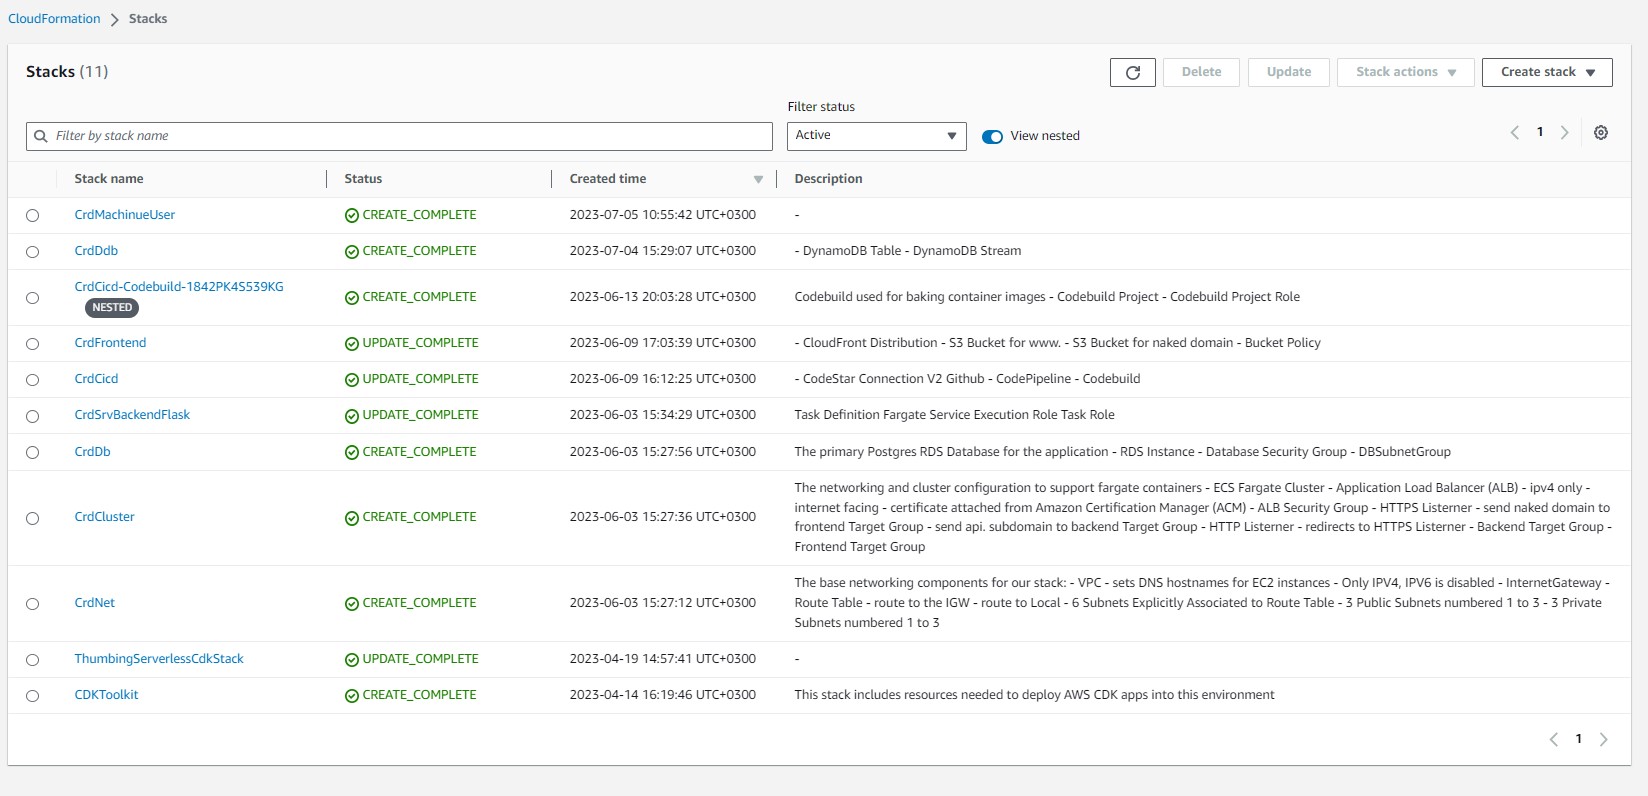 CloudFormation > Stacks
Stacks (11)
Delete
Update
Stack actions
Create stack
Filter status
Filter by stack name
Active
View nested
1
Stack name
Status
Created time
Description
CrdMachinueUser CREATE_COMPLETE 2023-07-05 10:55:42 UTC+0300 -
CrdDdb CREATE_COMPLETE 2023-07-04 15:29:07 UTC+0300 - DynamoDB Table - DynamoDB Stream
CrdCicd-Codebuild-1842PK4S539KG
NESTED
CREATE_COMPLETE 2023-06-13 20:03:28 UTC+0300 Codebuild used for baking container images - Codebuild Project - Codebuild Project Role
CrdFrontend UPDATE_COMPLETE 2023-06-09 17:03:39 UTC+0300 - CloudFront Distribution - S3 Bucket for www. - S3 Bucket for naked domain - Bucket Policy
CrdCicd UPDATE_COMPLETE 2023-06-09 16:12:25 UTC+0300 - CodeStar Connection V2 Github - CodePipeline - Codebuild
CrdSrvBackendFlask UPDATE_COMPLETE 2023-06-03 15:34:29 UTC+0300 Task Definition Fargate Service Execution Role Task Role
CrdDb CREATE_COMPLETE 2023-06-03 15:27:56 UTC+0300 The primary Postgres RDS Database for the application - RDS Instance - Database Security Group - DBSubnetGroup
CrdCluster CREATE_COMPLETE 2023-06-03 15:27:36 UTC+0300
The networking and cluster configuration to support fargate containers - ECS Fargate Cluster - Application Load Balancer (ALB) - ipv4 only -
internet facing - certificate attached from Amazon Certification Manager (ACM) - ALB Security Group - HTTPS Listerner - send naked domain to
frontend Target Group - send api. subdomain to backend Target Group - HTTP Listerner - redirects to HTTPS Listerner - Backend Target Group -
Frontend Target Group
CrdNet CREATE_COMPLETE 2023-06-03 15:27:12 UTC+0300
The base networking components for our stack: - VPC - sets DNS hostnames for EC2 instances - Only IPV4, IPV6 is disabled - InternetGateway -
Route Table - route to the IGW - route to Local - 6 Subnets Explicitly Associated to Route Table - 3 Public Subnets numbered 1 to 3 - 3 Private
Subnets numbered 1 to 3
ThumbingServerlessCdkStack UPDATE_COMPLETE 2023-04-19 14:57:41 UTC+0300 -
CDKToolkit CREATE_COMPLETE 2023-04-14 16:19:46 UTC+0300 This stack includes resources needed to deploy AWS CDK apps into this environment
1